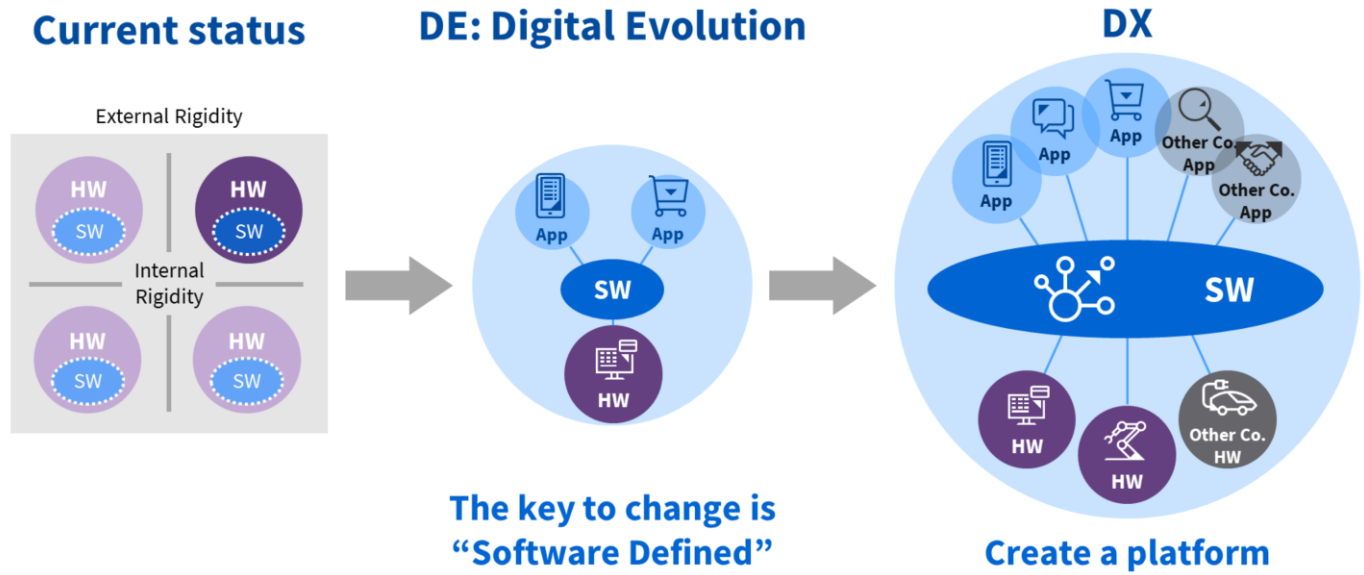 Current status
External Rigidity
HW
SW
HW
SW
Internal
Rigidity
HW
SW
HW
SW
DE: Digital Evolution
App
App
SW
HW
The key to change is
“Software Defined”
DX
App
App
App
Other Co.
App
Other Co.
App
SW
HW
HW
Other Co.
HW
Create a platform